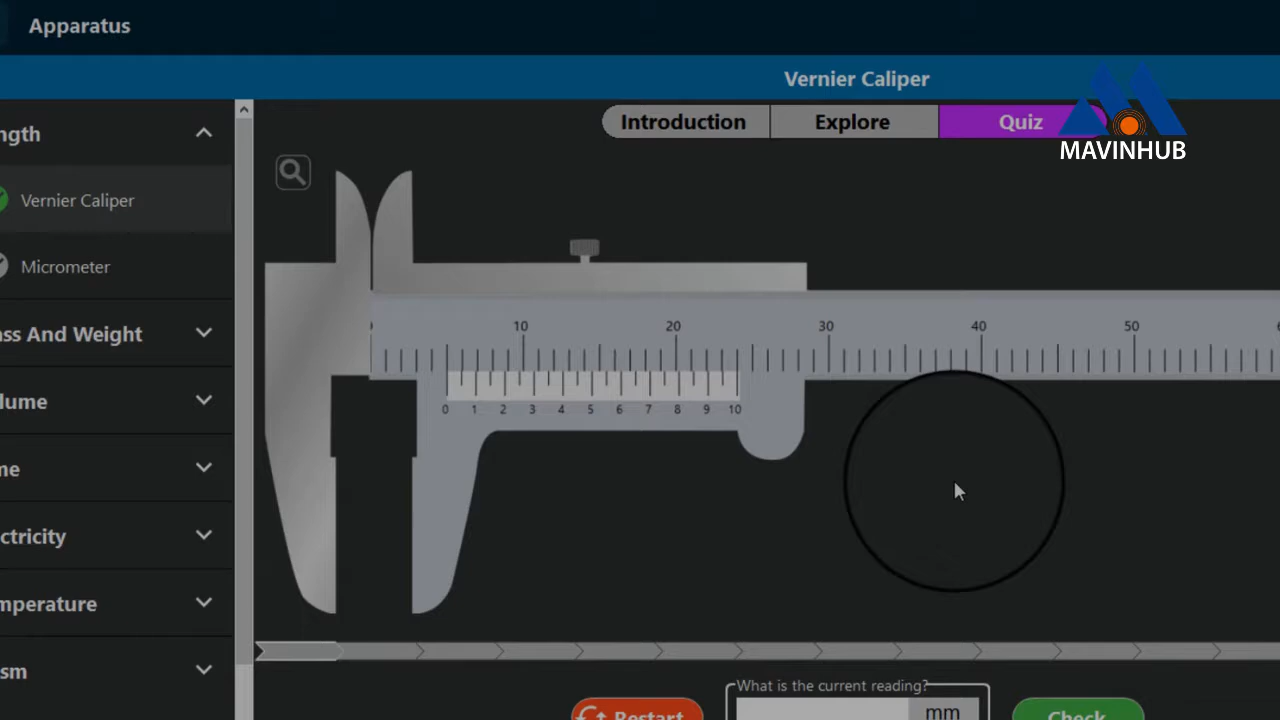 Apparatus
Vernier Caliper
ngth
Introduction Explore Quiz
MAVINHUB
Vernier Caliper
Micrometer
ass And Weight
10 20 30 40 50
lume
0 1 2 3 4 5 6 7 8 9 10
me
ctricity
mperature
ism
What is the current reading?
Restart mm Check